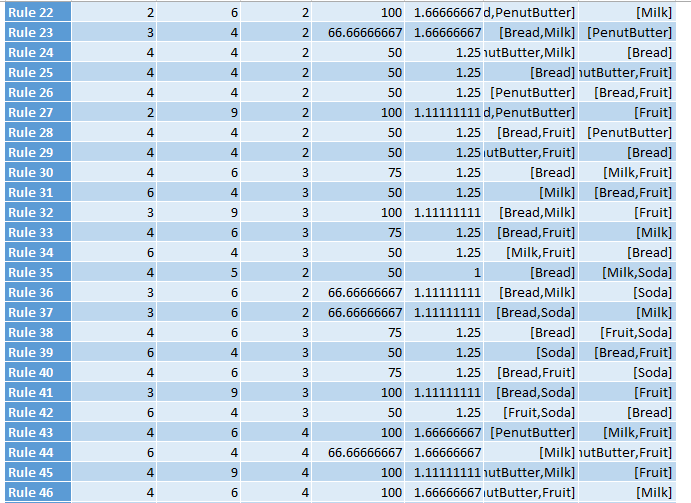 Rule 22 2 6 2 100 1.66666667 d,PenutButter] [Milk]
Rule 23 3 4 2 66.66666667 1.66666667 [Bread,Milk] [PenutButter]
Rule 24 4 4 2 50 1.25 nutButter,Milk] [Bread]
Rule 25 4 4 2 50 1.25 [Bread] nutButter,Fruit]
Rule 26 4 4 2 50 1.25 [PenutButter] [Bread,Fruit]
Rule 27 2 9 2 100 1.11111111 d,PenutButter] [Fruit]
Rule 28 4 4 2 50 1.25 [Bread,Fruit] [PenutButter]
Rule 29 4 4 2 50 1.25 utButter,Fruit] [Bread]
Rule 30 4 6 3 75 1.25 [Bread] [Milk,Fruit]
Rule 31 6 4 3 50 1.25 [Milk] [Bread,Fruit]
Rule 32 3 9 3 100 1.11111111 [Bread,Milk] [Fruit]
Rule 33 4 6 3 75 1.25 [Bread,Fruit] [Milk]
Rule 34 6 4 3 50 1.25 [Milk,Fruit] [Bread]
Rule 35 4 5 2 50 1 [Bread] [Milk,Soda]
Rule 36 3 6 2 66.66666667 1.11111111 [Bread,Milk] [Soda]
Rule 37 3 6 2 66.66666667 1.11111111 [Bread,Soda] [Milk]
Rule 38 4 6 3 75 1.25 [Bread] [Fruit,Soda]
Rule 39 6 4 3 50 1.25 [Soda] [Bread,Fruit]
Rule 40 4 6 3 75 1.25 [Bread,Fruit] [Soda]
Rule 41 3 9 3 100 1.11111111 [Bread,Soda] [Fruit]
Rule 42 6 4 3 50 1.25 [Fruit,Soda] [Bread]
Rule 43 4 6 4 100 1.66666667 [PenutButter] [Milk,Fruit]
Rule 44 6 4 4 66.66666667 1.66666667 [Milk] nutButter,Fruit]
Rule 45 4 9 4 100 1.11111111 nutButter,Milk] [Fruit]
Rule 46 4 6 4 100 1.66666667 utButter,Fruit] [Milk]